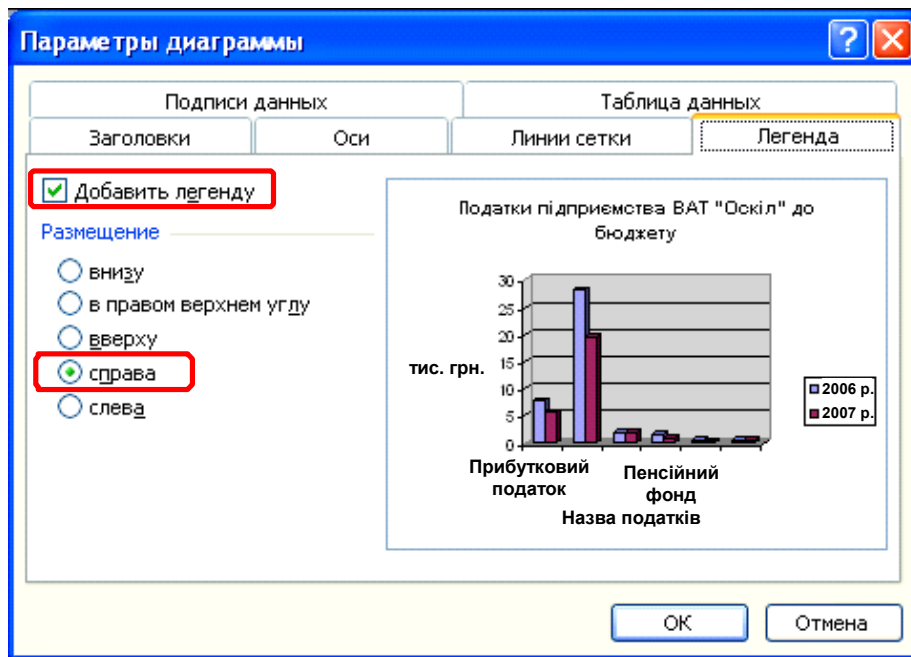 Параметры диаграммы
?
Подписи данных
Таблица данных
Заголовки
Оси
Линии сетки
Легенда
Добавить легенду
Размещение
внизу
в правом верхнем углу
вверху
справа
слева
Податки підприємства ВАТ "Оскіл" до
бюджету
30
25
20
15
10
5
0
тис. грн.
2006 р.
2007 р.
Прибутковий
податок
Пенсійний
фонд
Назва податків
ОК
Отмена